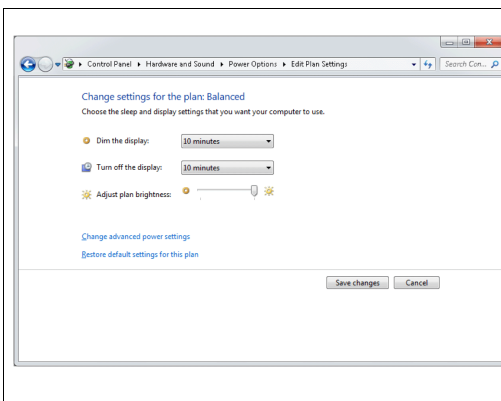 Control Panel ▸ Hardware and Sound ▸ Power Options ▸ Edit Plan Settings
Search Con...
Change settings for the plan: Balanced
Choose the sleep and display settings that you want your computer to use.
Dim the display: 10 minutes
Turn off the display: 10 minutes
Adjust plan brightness:
Change advanced power settings
Restore default settings for this plan
Save changes Cancel